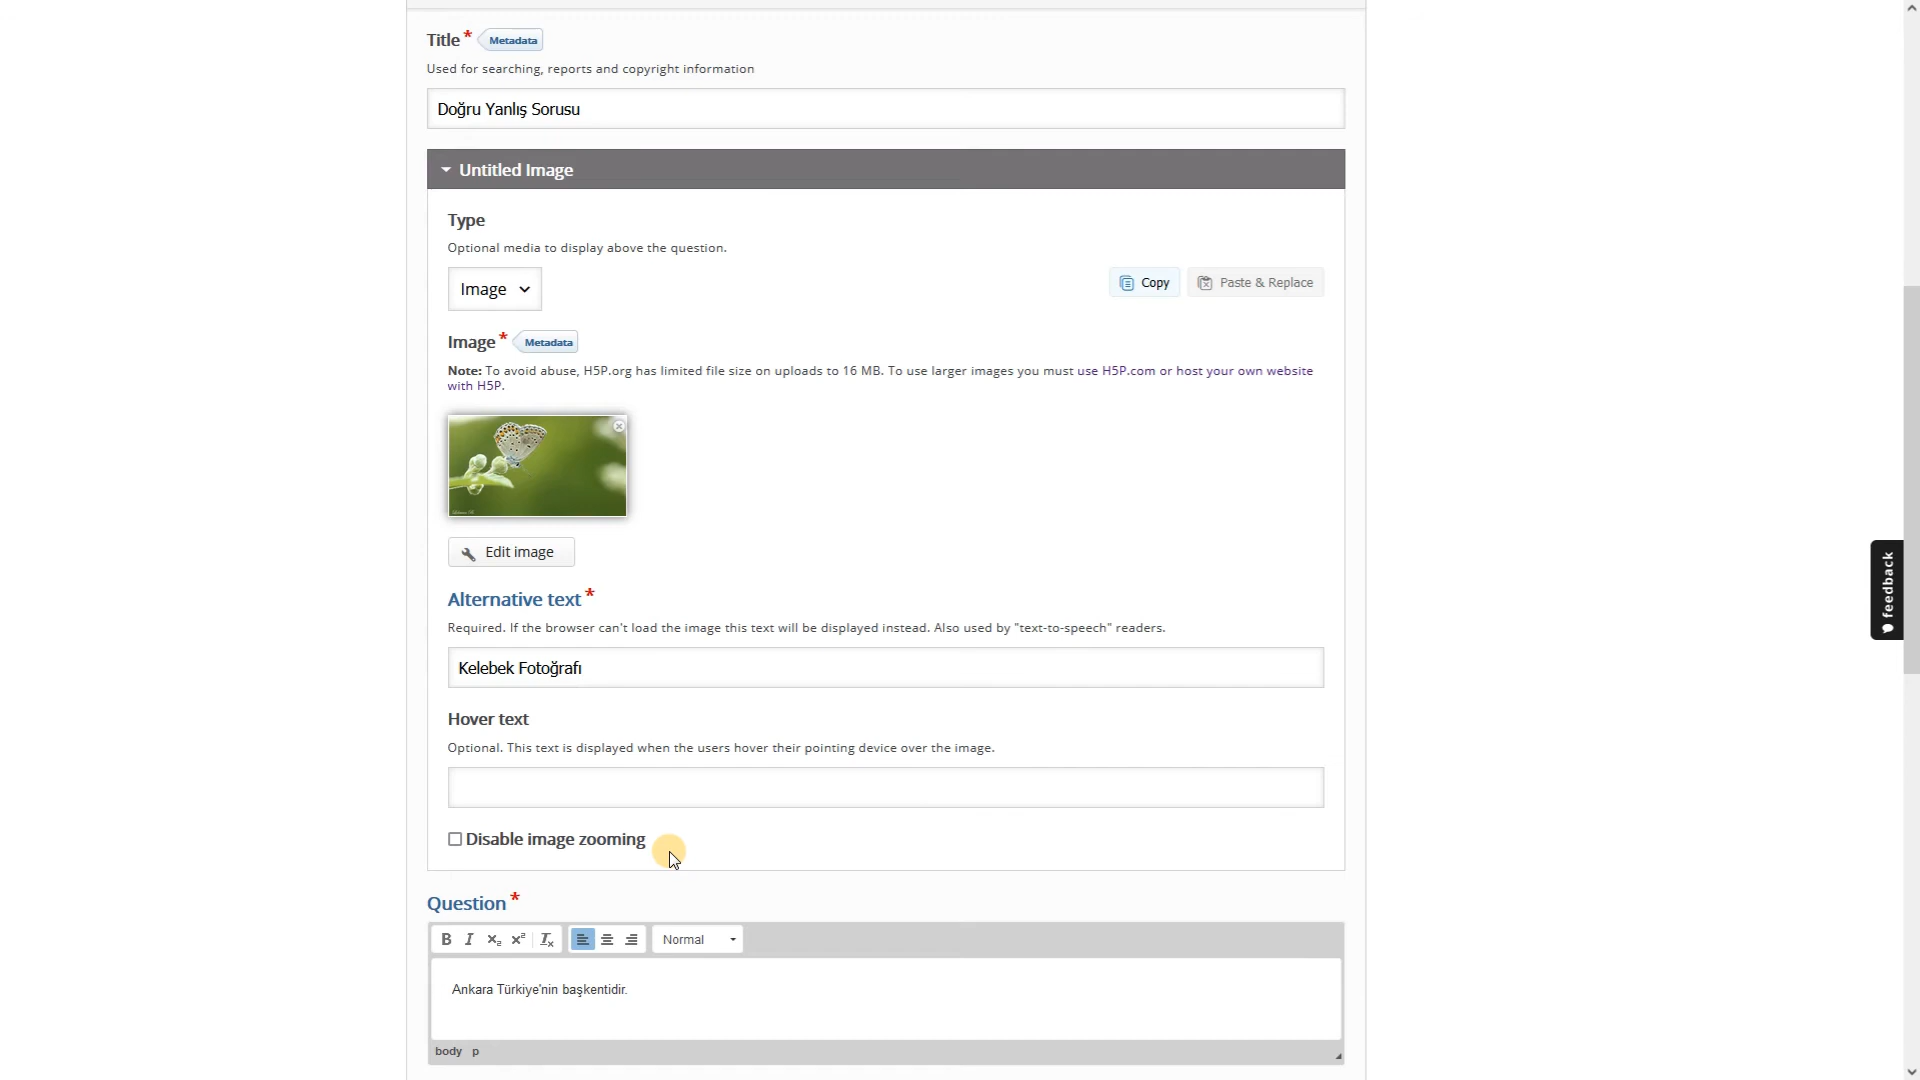 Title *
Metadata
Used for searching, reports and copyright information
Doğru Yanlış Sorusu
Untitled Image
Type
Optional media to display above the question.
Image
Copy
Paste & Replace
Image *
Metadata
Note: To avoid abuse, H5P.org has limited file size on uploads to 16 MB. To use larger images you must use H5P.com or host your own website
with H5P.
Edit image
Alternative text *
Required. If the browser can't load the image this text will be displayed instead. Also used by "text-to-speech" readers.
Kelebek Fotoğrafı
Hover text
Optional. This text is displayed when the users hover their pointing device over the image.
Disable image zooming
feedback
Question *
B I x₂ x² Tx
Normal
Ankara Türkiye'nin başkentidir.
body p